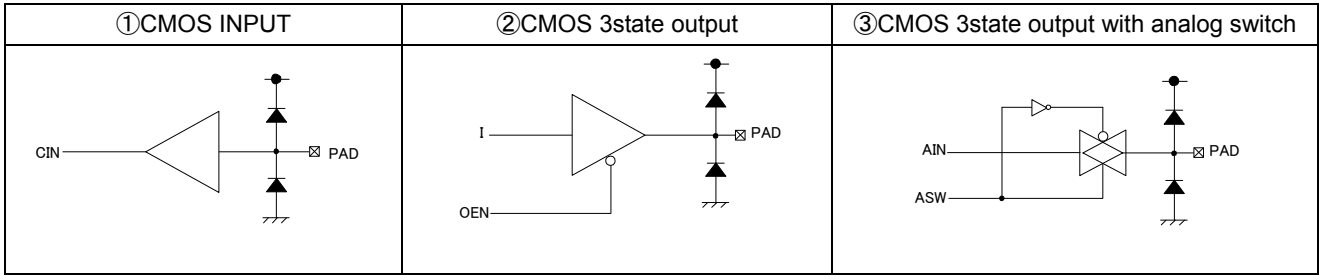 ①CMOS INPUT
②CMOS 3state output
③CMOS 3state output with analog switch
CIN
PAD
I
PAD
OEN
AIN
PAD
ASW